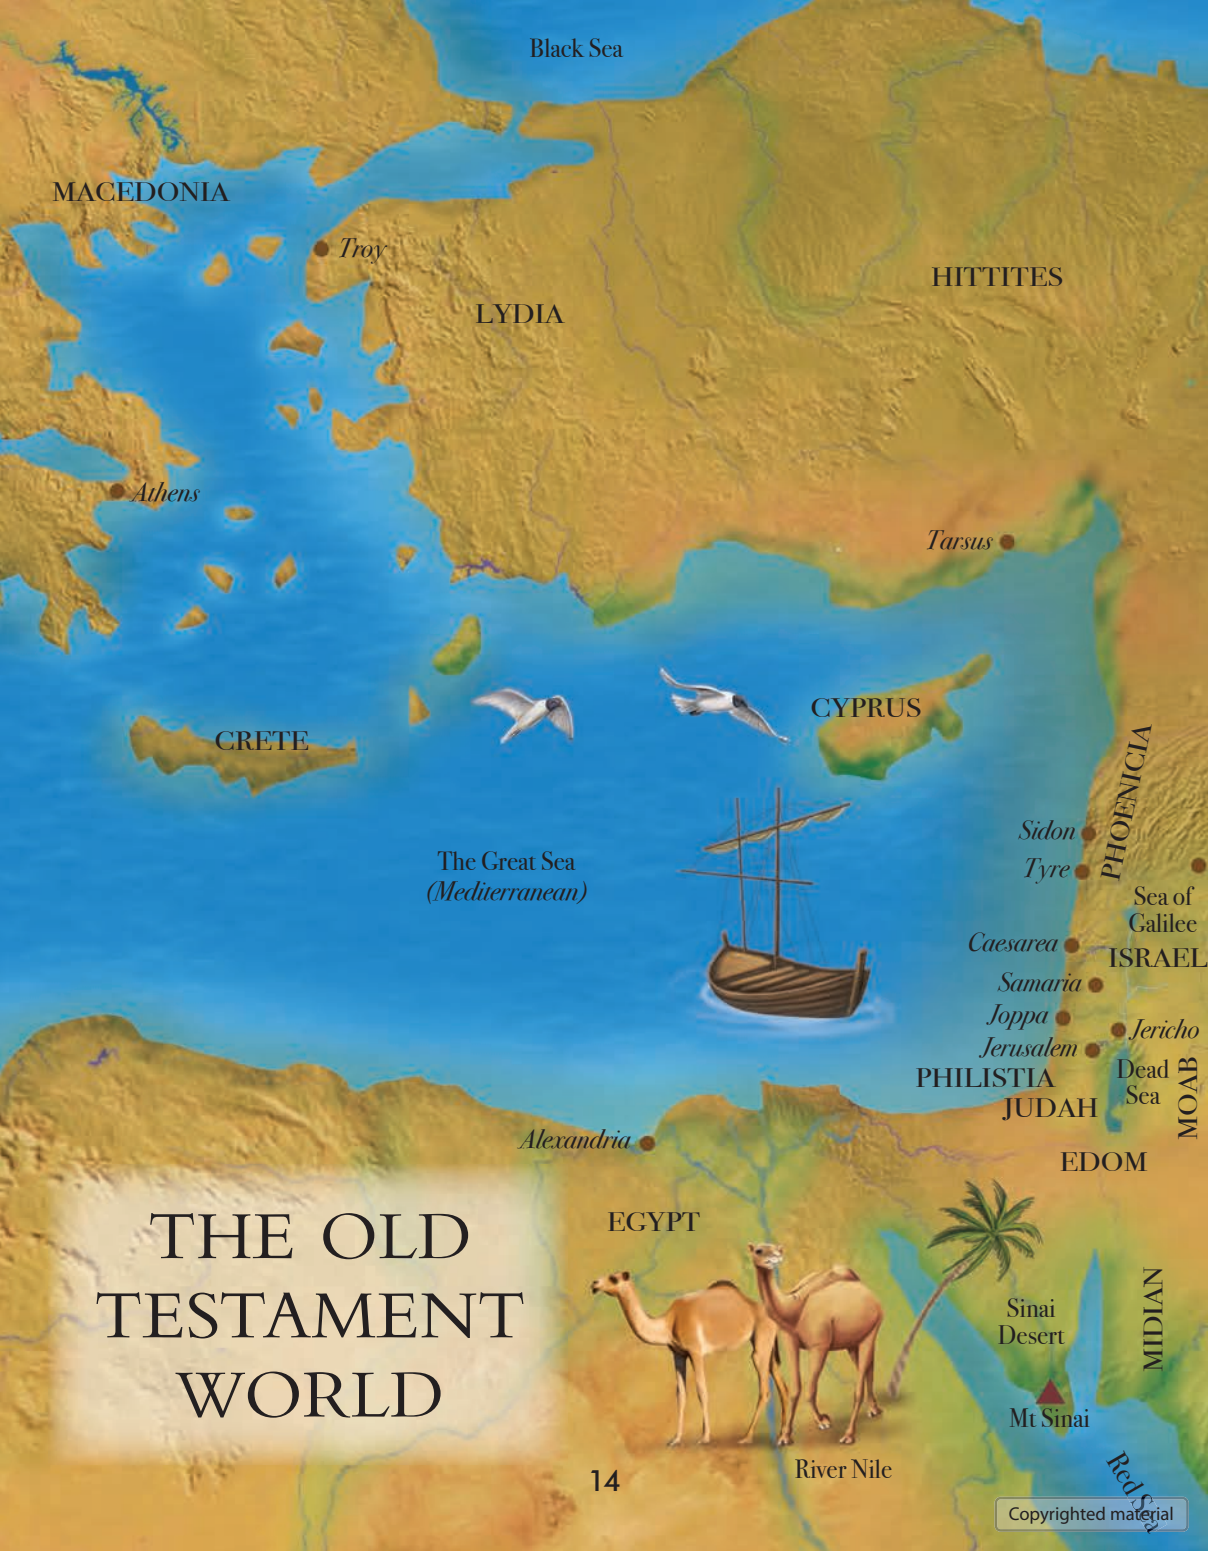 Black Sea
MACEDONIA
Troy
HITTITES
LYDIA
Athens
Tarsus
CYPRUS
CRETE
PHOENICIA
Sidon
The Great Sea
(Mediterranean)
Tyre
Sea of
Galilee
Caesarea
ISRAEL
Samaria
Joppa
Jericho
Jerusalem
PHILISTIA
Dead
Sea
MOAB
JUDAH
Alexandria
EDOM
EGYPT
THE OLD
TESTAMENT
WORLD
Sinai
Desert
MIDIAN
Mt Sinai
River Nile
14
Red Sea
Copyrighted material